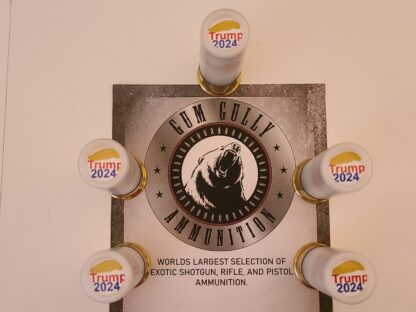 Trump
2024
GUM GULLY
Trump
2024
Trump
2024
AMMUNITION
WORLDS LARGEST SELECTION OF
EXOTIC SHOTGUN, RIFLE, AND PISTOL
AMMUNITION.
Trump
2024
Trump
2024